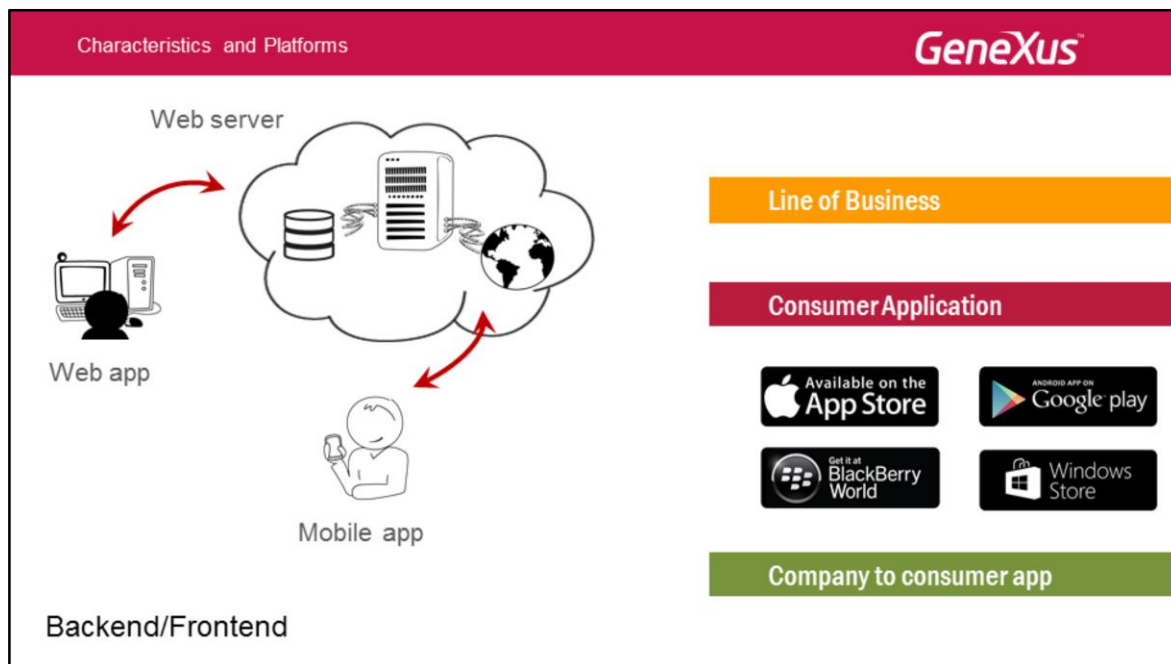 Characteristics and Platforms
GeneXus™
Web server
Web app
Mobile app
Backend/Frontend
Line of Business
Consumer Application
Available on the
App Store
ANDROID APP ON
Google play
Get it at
BlackBerry
World
Windows
Store
Company to consumer app